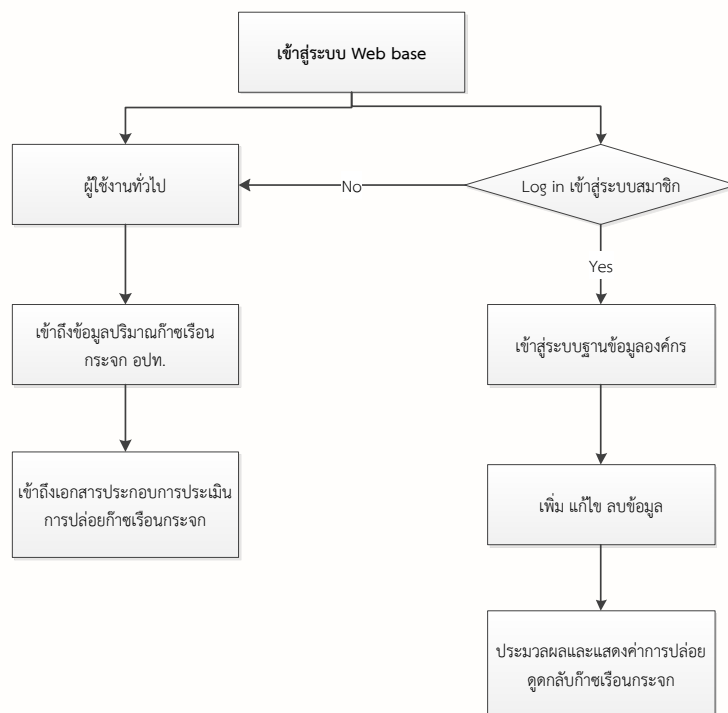 เข้าสู่ระบบ Web base
ผู้ใช้งานทั่วไป
No
Log in เข้าสู่ระบบสมาชิก
Yes
เข้าถึงข้อมูลปริมาณก๊าซเรือน
กระจก อปท.
เข้าสู่ระบบฐานข้อมูลองค์กร
เข้าถึงเอกสารประกอบการประเมิน
การปล่อยก๊าซเรือนกระจก
เพิ่ม แก้ไข ลบข้อมูล
ประมวลผลและแสดงค่าการปล่อย
ดูดกลับก๊าซเรือนกระจก